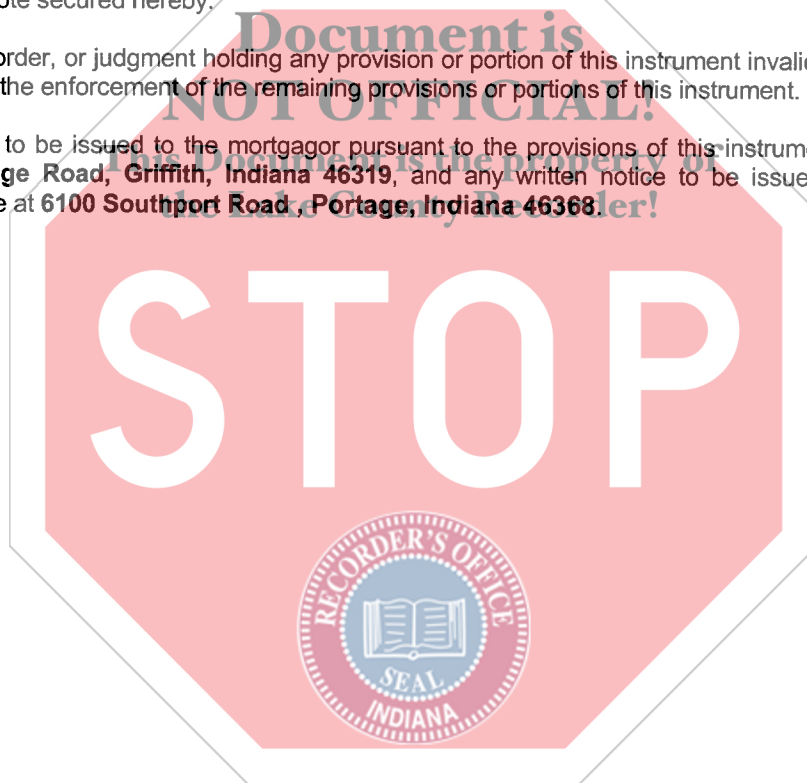 ote secured hereby.
Document is
order, or judgment holding any provision or portion of this instrument invalid
the enforcement of the remaining provisions or portions of this instrument.
NOT OFFICIAL!
to be issued to the mortgagor pursuant to the provisions of this instrume
This Document is the property of
ge Road, Griffith, Indiana 46319, and any written notice to be issue
e at 6100 Southport Road , Portage, Indiana 46368.
the Lake County Recorder!
STOP
RECORDER'S OFFICE
SEAL
INDIANA